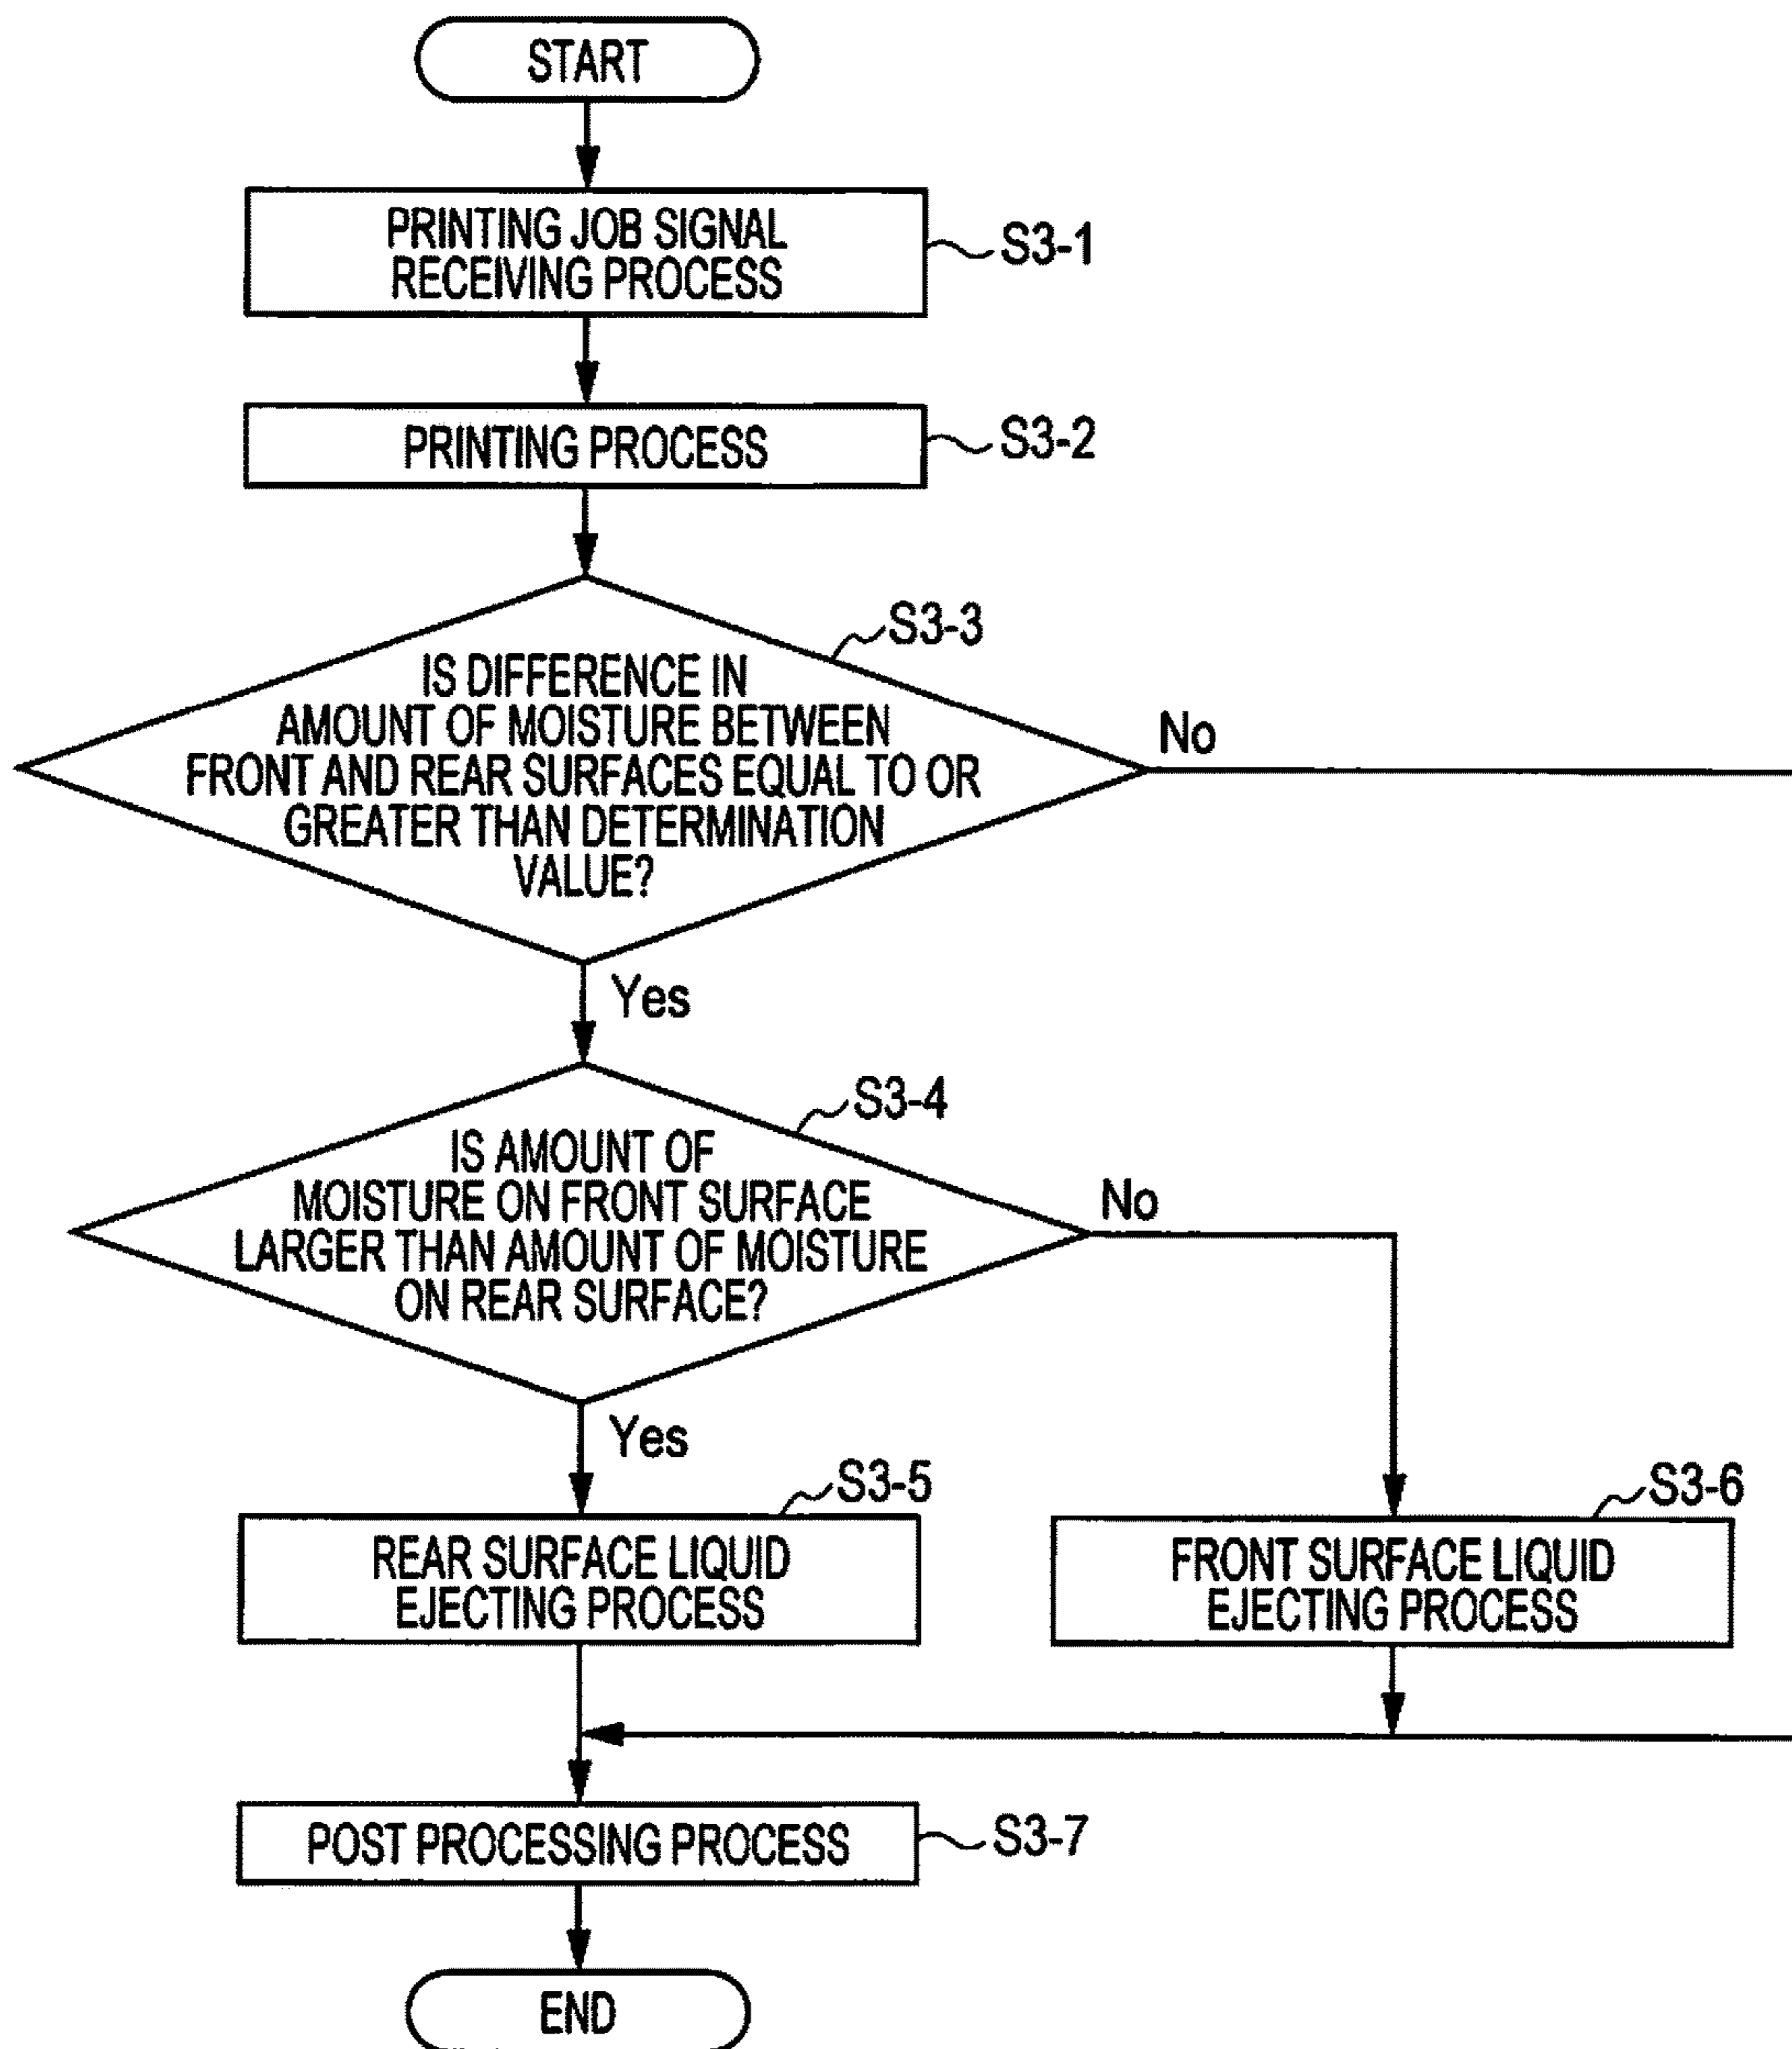 START
PRINTING JOB SIGNAL
RECEIVING PROCESS
S3-1
PRINTING PROCESS
S3-2
S3-3
IS DIFFERENCE IN
AMOUNT OF MOISTURE BETWEEN
FRONT AND REAR SURFACES EQUAL TO OR
GREATER THAN DETERMINATION
VALUE?
No
Yes
S3-4
IS AMOUNT OF
MOISTURE ON FRONT SURFACE
LARGER THAN AMOUNT OF MOISTURE
ON REAR SURFACE?
No
Yes
S3-5
REAR SURFACE LIQUID
EJECTING PROCESS
S3-6
FRONT SURFACE LIQUID
EJECTING PROCESS
POST PROCESSING PROCESS
S3-7
END